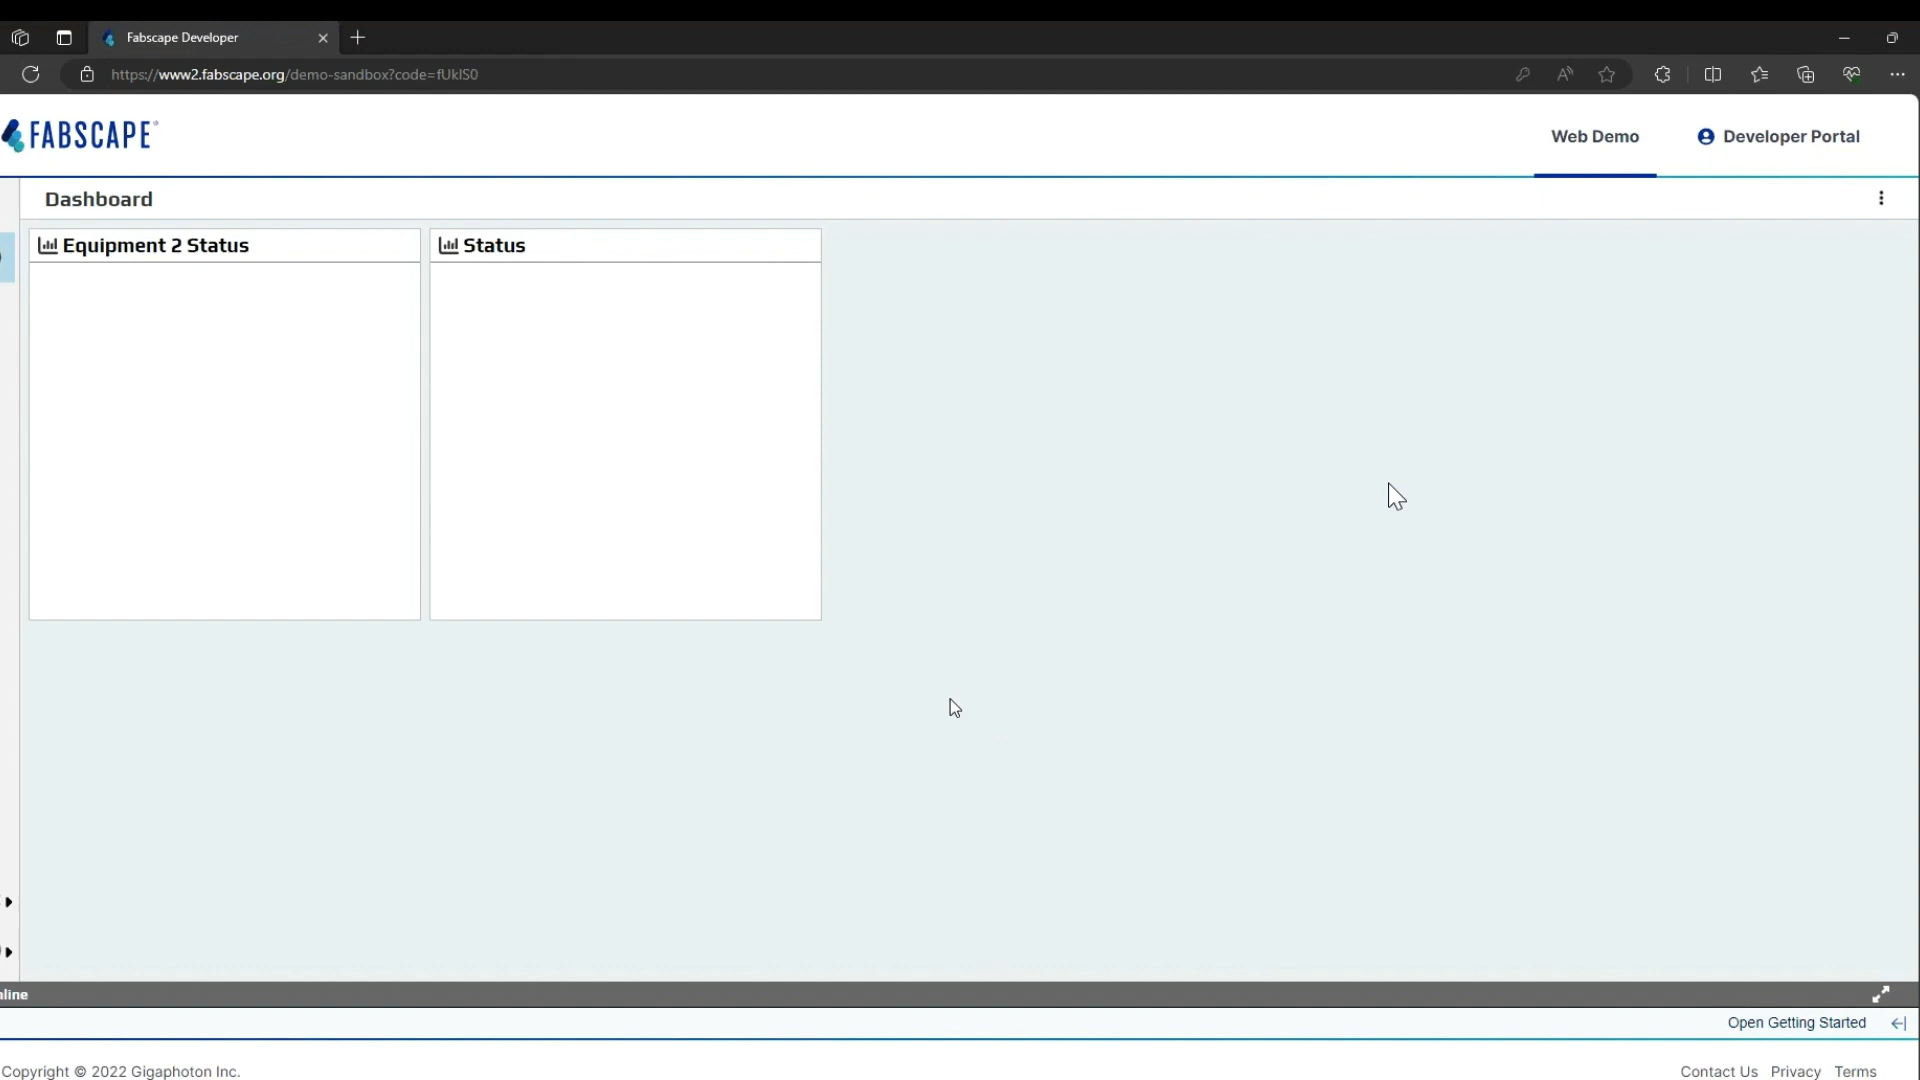 Fabscape Developer
https://www2.fabscape.org/demo-sandbox?code=fUkIS0
FABSCAPE
Web Demo
Developer Portal
Dashboard
Equipment 2 Status
Status
Open Getting Started
Copyright © 2022 Gigaphoton Inc.
Contact Us Privacy Terms